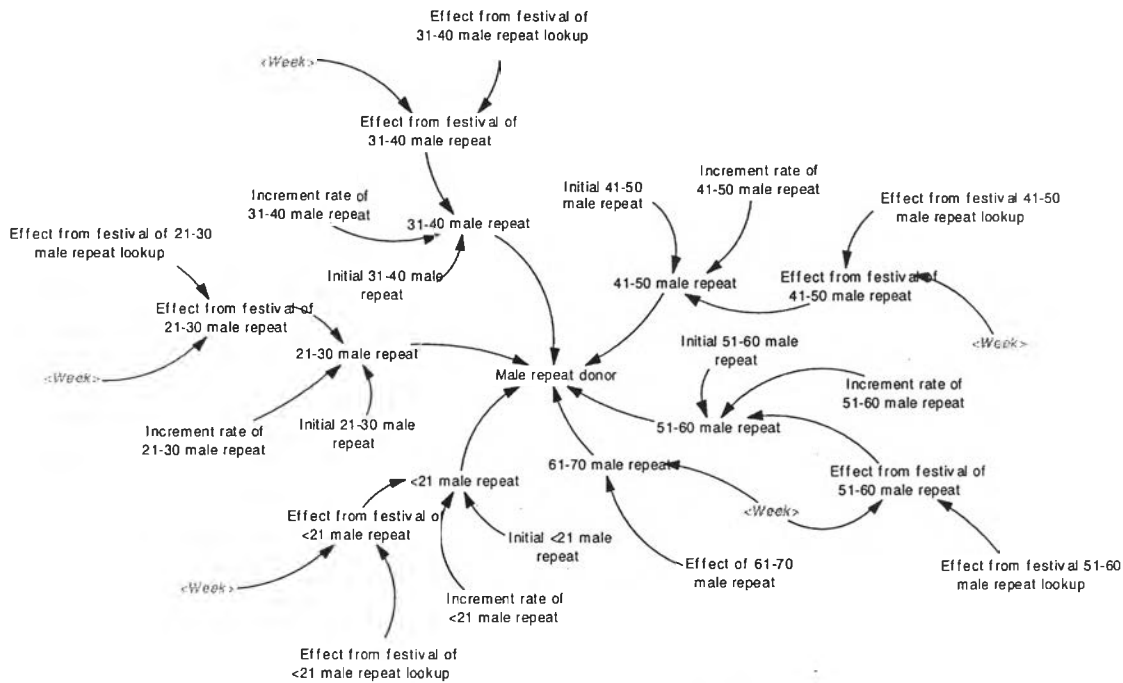 Effect from festival of
31-40 male repeat lookup
<Week>
Effect from festival of
31-40 male repeat
Increment rate of
31-40 male repeat
31-40 male repeat
Initial 31-40 male
repeat
Initial 41-50
male repeat
Increment rate of
41-50 male repeat
Effect from festival 41-50
male repeat lookup
41-50 male repeat
Effect from festival of
41-50 male repeat
<Week>
Effect from festival of 21-30
male repeat lookup
Effect from festival of
21-30 male repeat
<Week>
21-30 male repeat
Increment rate of
21-30 male repeat
Initial 21-30 male
repeat
Male repeat donor
Initial 51-60 male
repeat
Increment rate of
51-60 male repeat
51-60 male repeat
Effect from festival of
51-60 male repeat
61-70 male repeat
<Week>
Effect of 61-70
male repeat
Effect from festival 51-60
male repeat lookup
<21 male repeat
Effect from festival of
<21 male repeat
Initial <21 male
repeat
<Week>
Increment rate of
<21 male repeat
Effect from festival of
<21 male repeat lookup